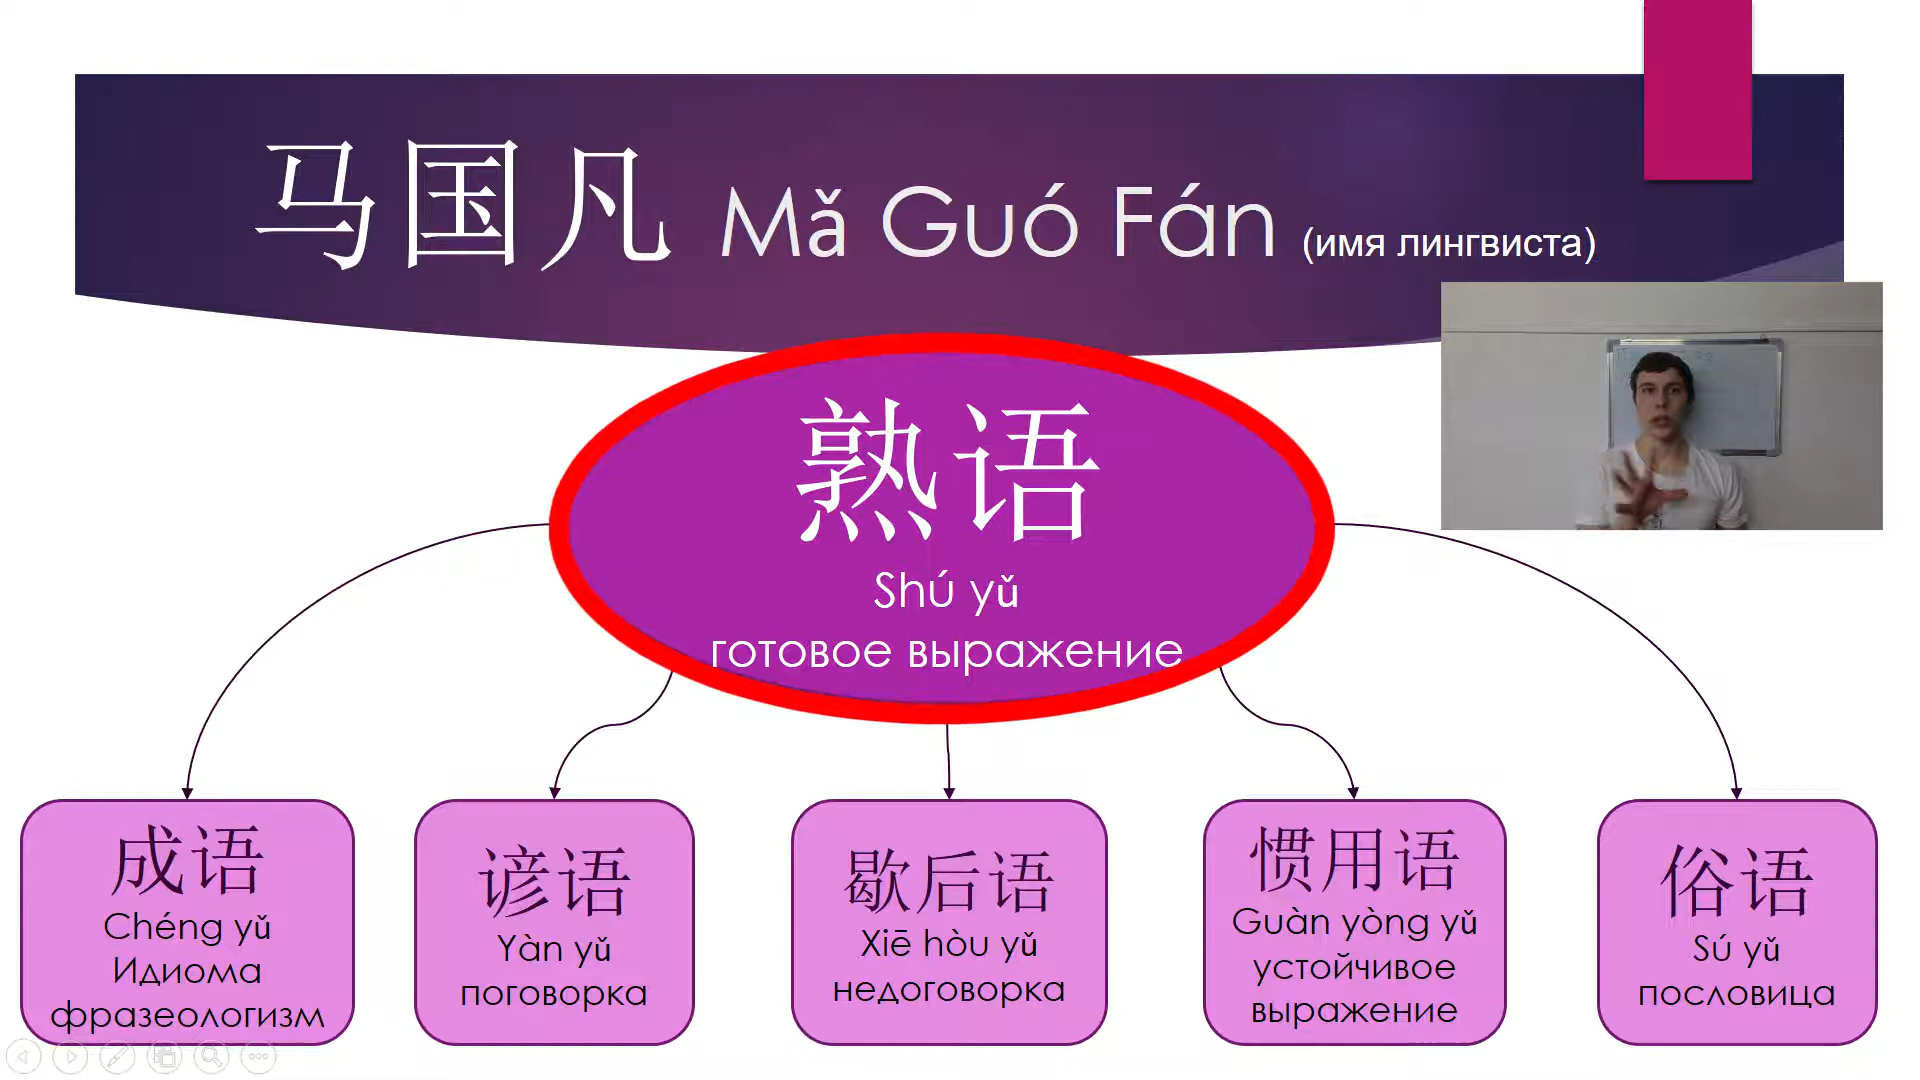 马国凡 Mǎ Guó Fán (имя лингвиста)
熟语
Shú yǔ
готовое выражение
成语
Chéng yǔ
Идиома
фразеологизм
谚语
Yàn yǔ
поговорка
歇后语
Xiē hòu yǔ
недоговорка
惯用语
Guàn yòng yǔ
устойчивое
выражение
俗语
Sú yǔ
пословица